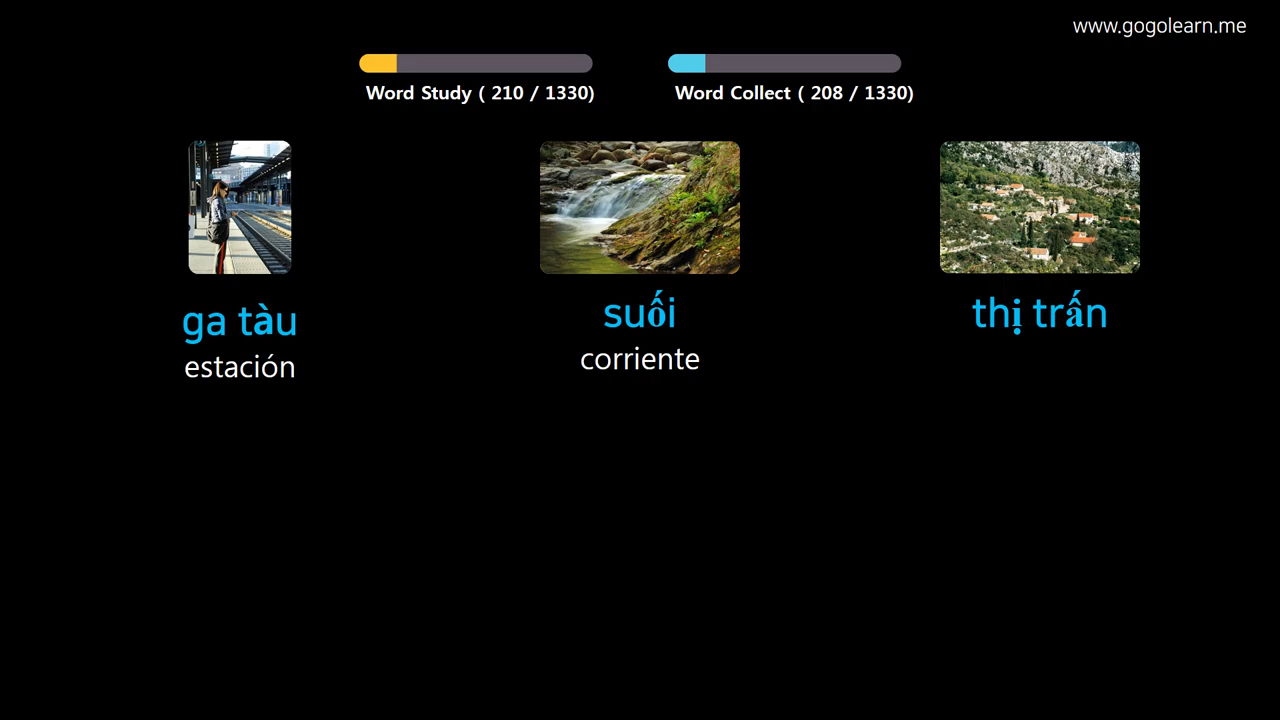 www.gogolearn.me
Word Study ( 210 / 1330)
Word Collect ( 208 / 1330)
ga tàu
suối
thị trấn
estación
corriente